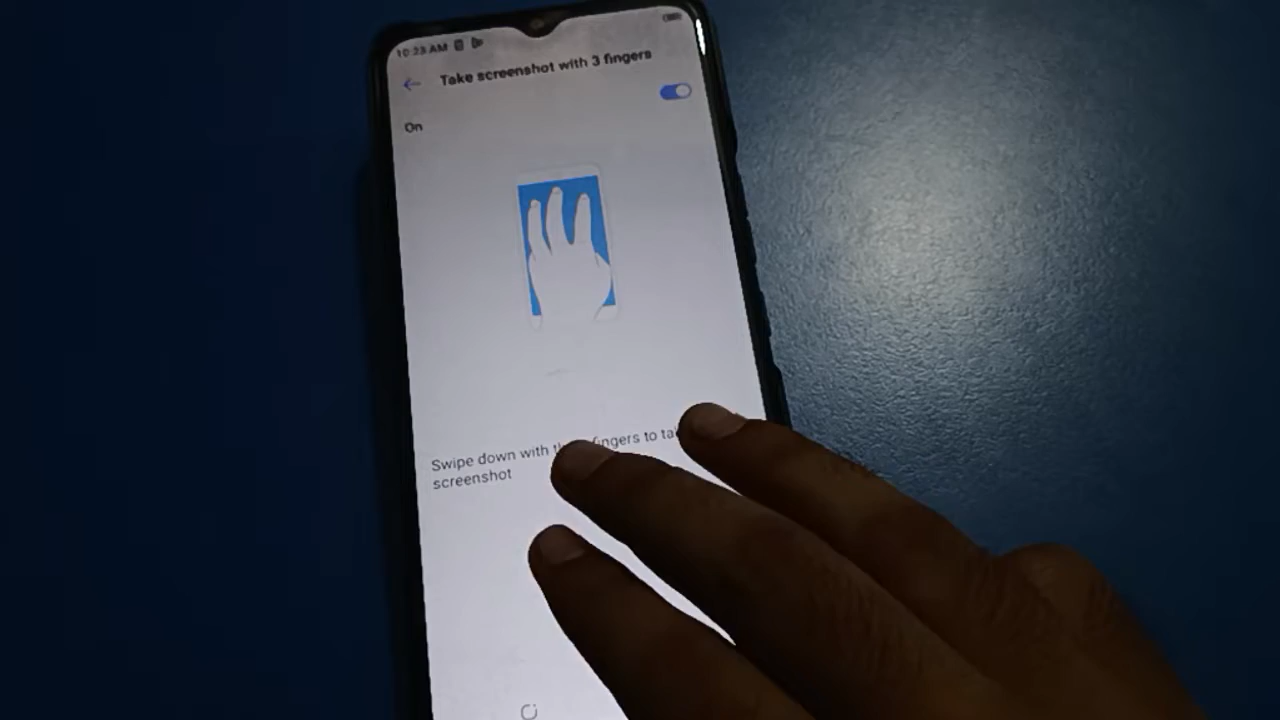 10:23 AM
Take screenshot with 3 fingers
On
Swipe down with fingers to
screenshot